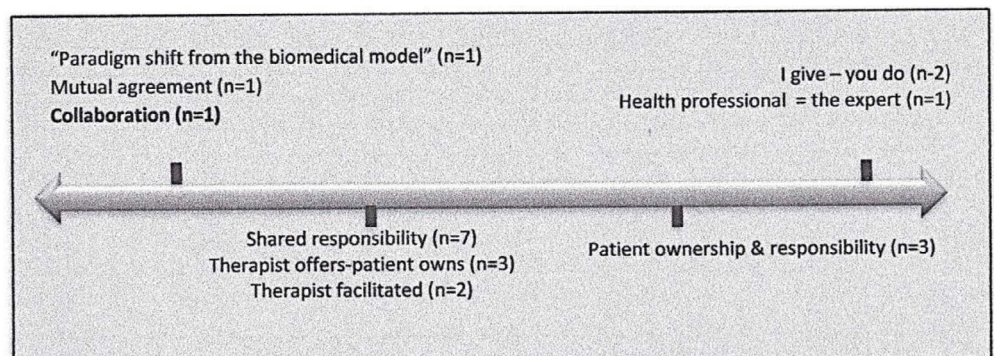 “Paradigm shift from the biomedical model” (n=1)
Mutual agreement (n=1)
Collaboration (n=1)
I give – you do (n-2)
Health professional = the expert (n=1)
Shared responsibility (n=7)
Therapist offers-patient owns (n=3)
Therapist facilitated (n=2)
Patient ownership & responsibility (n=3)